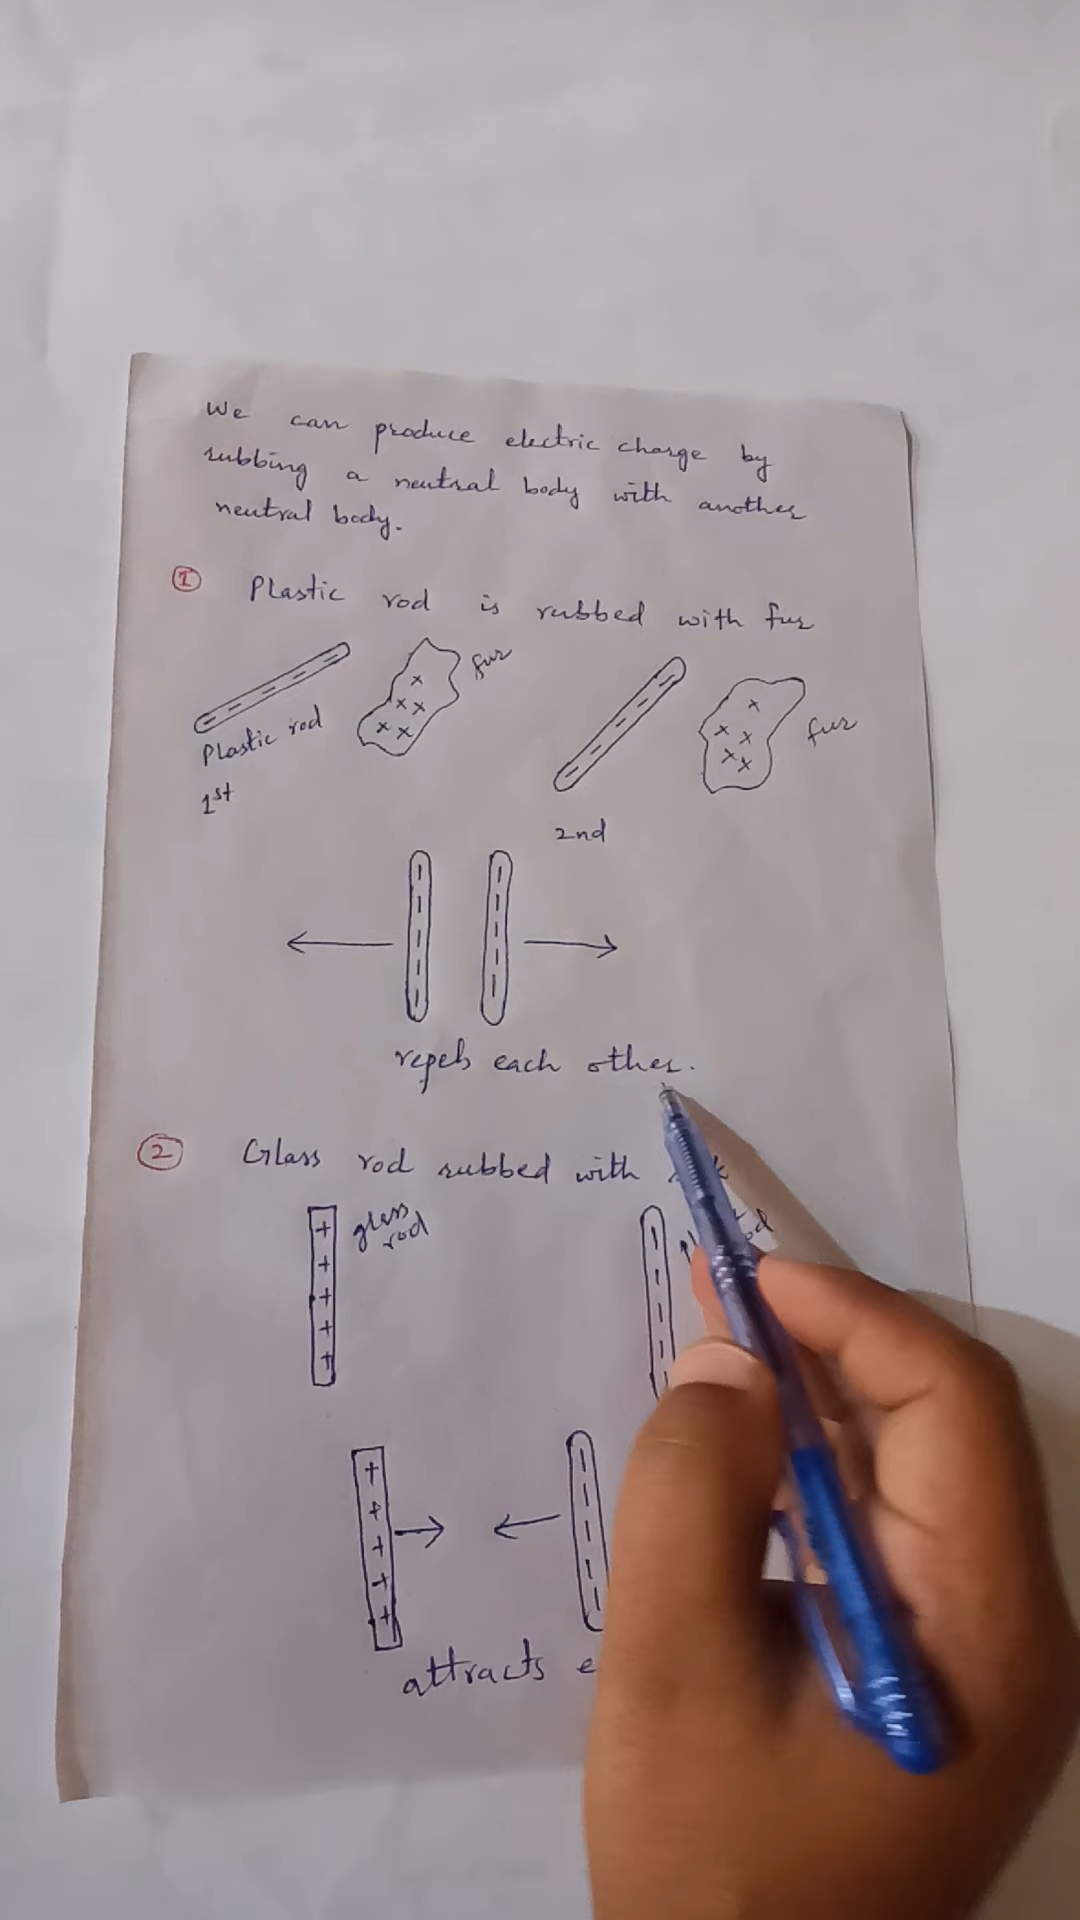 We can produce electric charge by
rubbing a neutral body with another
neutral body.
1 Plastic rod is rubbed with fur
fur
fur
Plastic rod
1st
2nd
repels each other.
2 Glass rod rubbed with
glass
rod
attracts